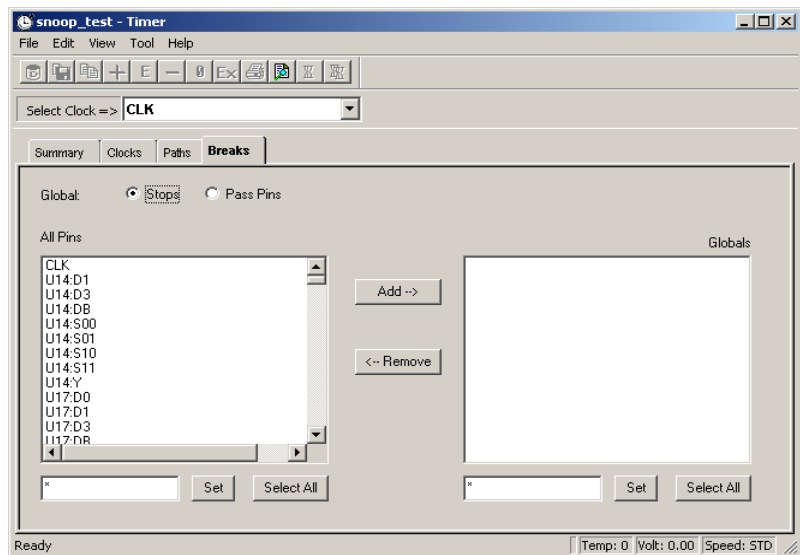 snoop_test - Timer
File Edit View Tool Help
E Ex
Select Clock => CLK
Summary Clocks Paths Breaks
Global: Stops Pass Pins
All Pins
Globals
CLK
U14:D1
U14:D3
U14:DB
U14:S00
U14:S01
U14:S10
U14:S11
U14:Y
U17:D0
U17:D1
U17:D3
U17:DB
Add -->
<-- Remove
* Set Select All
* Set Select All
Ready
Temp: 0 Volt: 0.00 Speed: STD